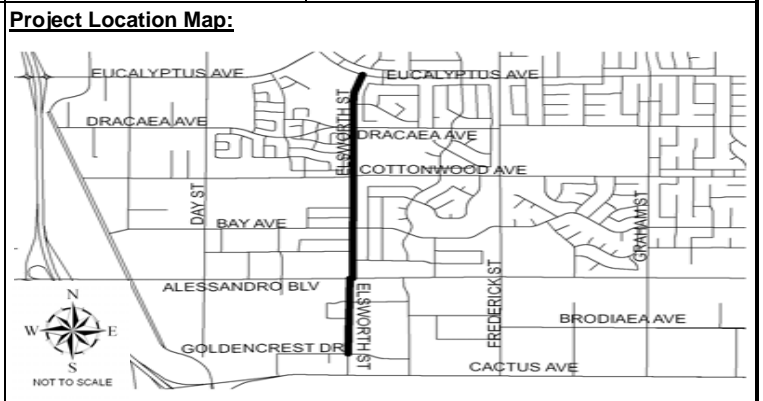 Project Location Map:
EUCALYPTUS AVE
EUCALYPTUS AVE
DRACAEA AVE
ELSWORTH ST
DRACAEA AVE
COTTONWOOD AVE
DAY ST
BAY AVE
GRAHAM ST
ALESSANDRO BLV
ELSWORTH ST
FREDERICK ST
BRODIAEA AVE
GOLDENCREST DR
CACTUS AVE
N
W E
S
NOT TO SCALE